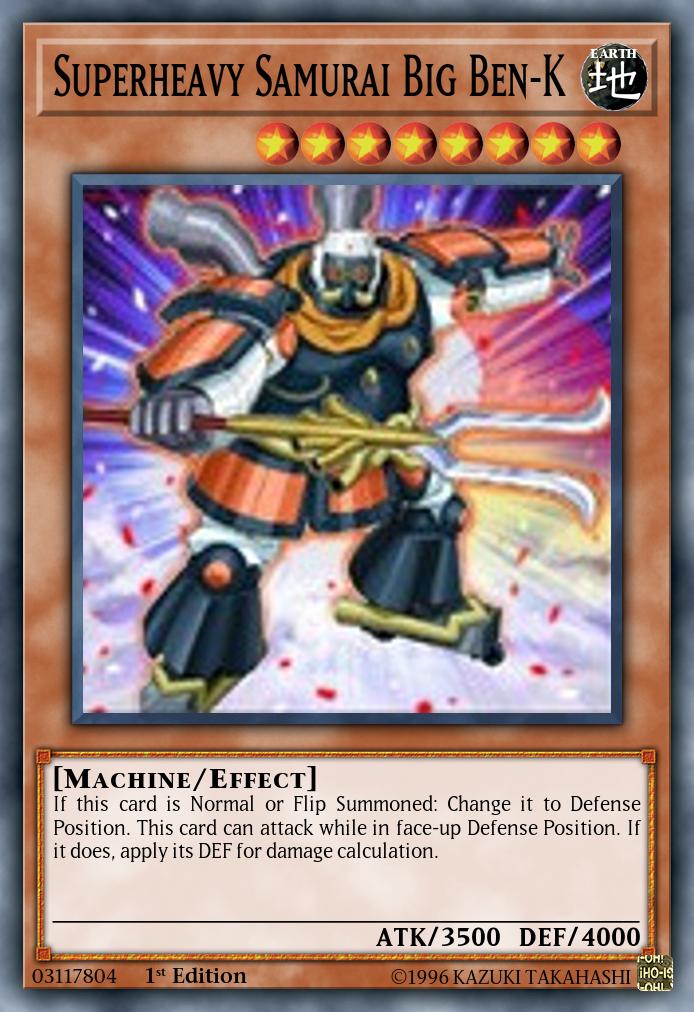 SUPERHEAVY SAMURAI BIG BEN-K
EARTH
地
[MACHINE/EFFECT]
If this card is Normal or Flip Summoned: Change it to Defense
Position. This card can attack while in face-up Defense Position. If
it does, apply its DEF for damage calculation.
ATK/3500 DEF/4000
03117804 1st Edition ©1996 KAZUKI TAKAHASHI